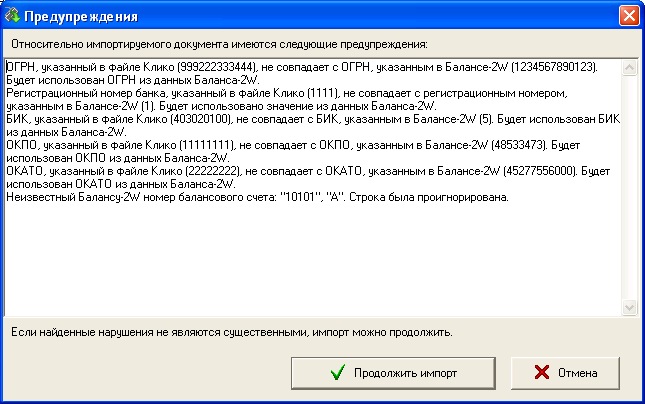 Предупреждения
Относительно импортируемого документа имеются следующие предупреждения:
ОГРН, указанный в файле Клико (999222333444), не совпадает с ОГРН, указанным в Балансе-2W (1234567890123).
Будет использован ОГРН из данных Баланса-2W.
Регистрационный номер банка, указанный в файле Клико (1111), не совпадает с регистрационным номером,
указанным в Балансе-2W (1). Будет использовано значение из данных Баланса-2W.
БИК, указанный в файле Клико (403020100), не совпадает с БИК, указанным в Балансе-2W (5). Будет использован БИК
из данных Баланса-2W.
ОКПО, указанный в файле Клико (11111111), не совпадает с ОКПО, указанным в Балансе-2W (48533473). Будет
использован ОКПО из данных Баланса-2W.
ОКАТО, указанный в файле Клико (22222222), не совпадает с ОКАТО, указанным в Балансе-2W (45277556000). Будет
использован ОКАТО из данных Баланса-2W.
Неизвестный Балансу-2W номер балансового счета: "10101", "А". Строка была проигнорирована.
Если найденные нарушения не являются существенными, импорт можно продолжить.
Продолжить импорт
Отмена